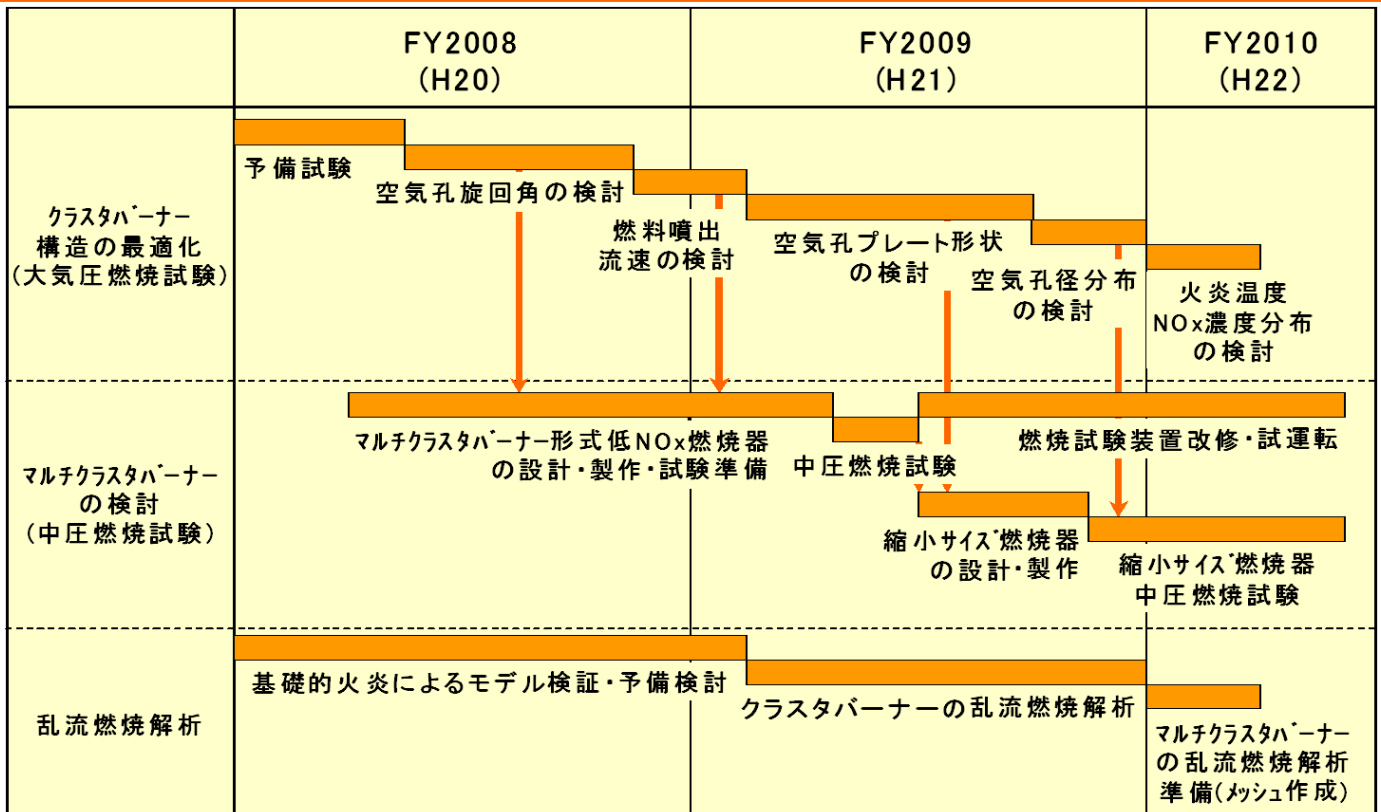 FY2008
(H20)
FY2009
(H21)
FY2010
(H22)
クラスタバーナー
構造の最適化
(大気圧燃焼試験)
予備試験
空気孔旋回角の検討
燃料噴出
流速の検討
空気孔プレート形状
の検討
空気孔径分布
の検討
火炎温度
NOx濃度分布
の検討
マルチクラスタバーナー
の検討
(中圧燃焼試験)
マルチクラスタバーナー形式低NOx燃焼器
の設計・製作・試験準備
中圧燃焼試験
燃焼試験装置改修・試運転
縮小サイズ燃焼器
の設計・製作
縮小サイズ燃焼器
中圧燃焼試験
乱流燃焼解析
基礎的火炎によるモデル検証・予備検討
クラスタバーナーの乱流燃焼解析
マルチクラスタバーナー
の乱流燃焼解析
準備(メッシュ作成)